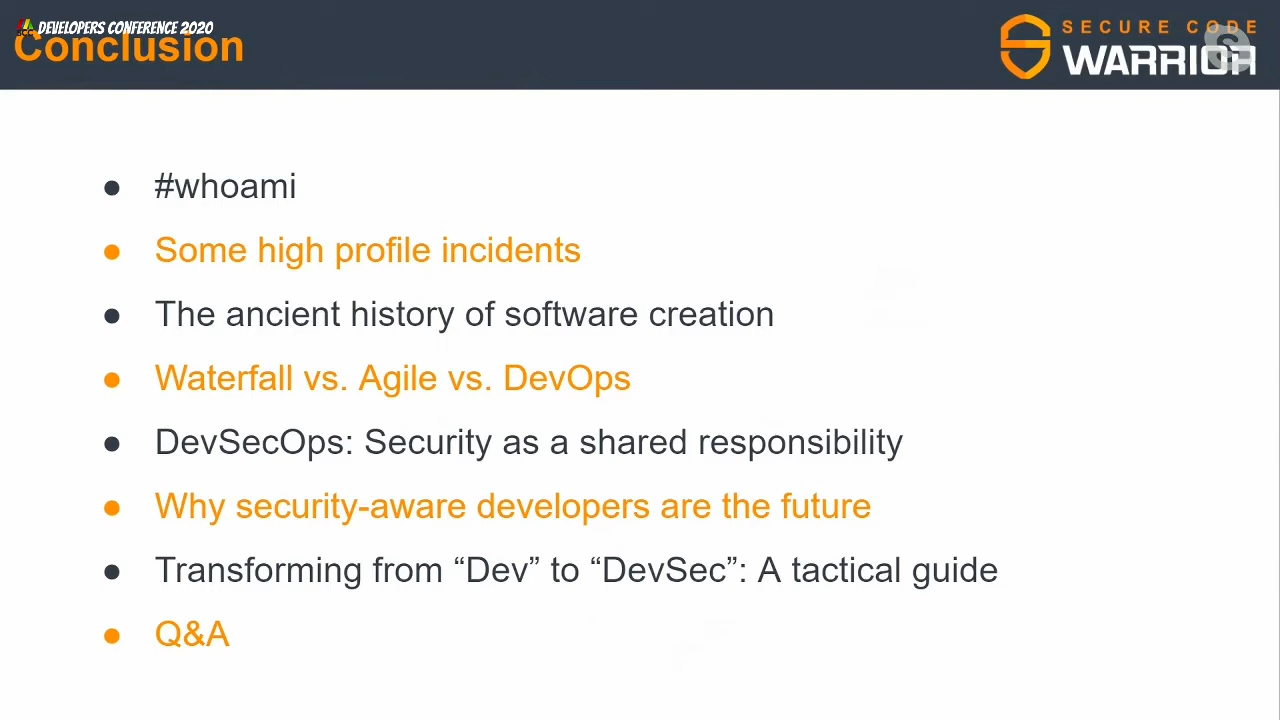 DEVELOPERS CONFERENCE 2020
Conclusion
SECURE CODE
WARRIOR
● #whoami
● Some high profile incidents
● The ancient history of software creation
● Waterfall vs. Agile vs. DevOps
● DevSecOps: Security as a shared responsibility
● Why security-aware developers are the future
● Transforming from “Dev” to “DevSec”: A tactical guide
● Q&A